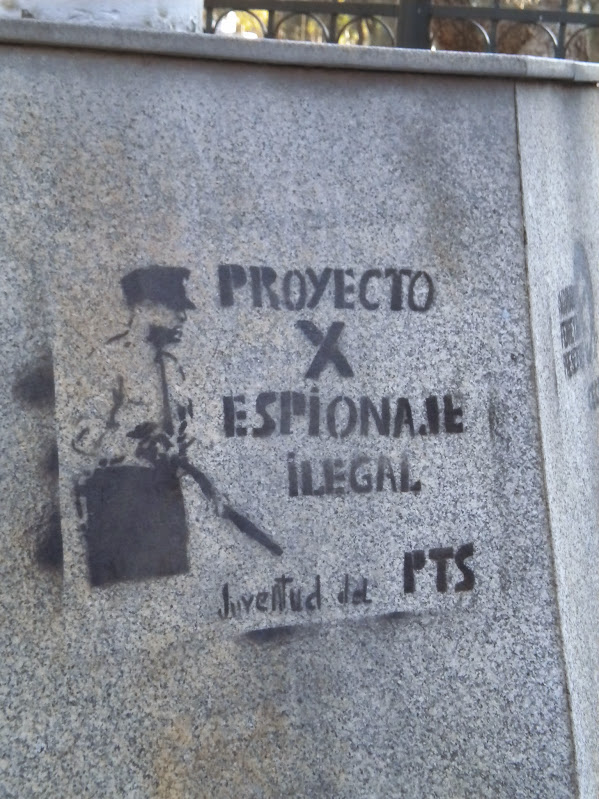 PROYECTO
X
ESPIONAJE
iLEGAL
Juventud del PTS